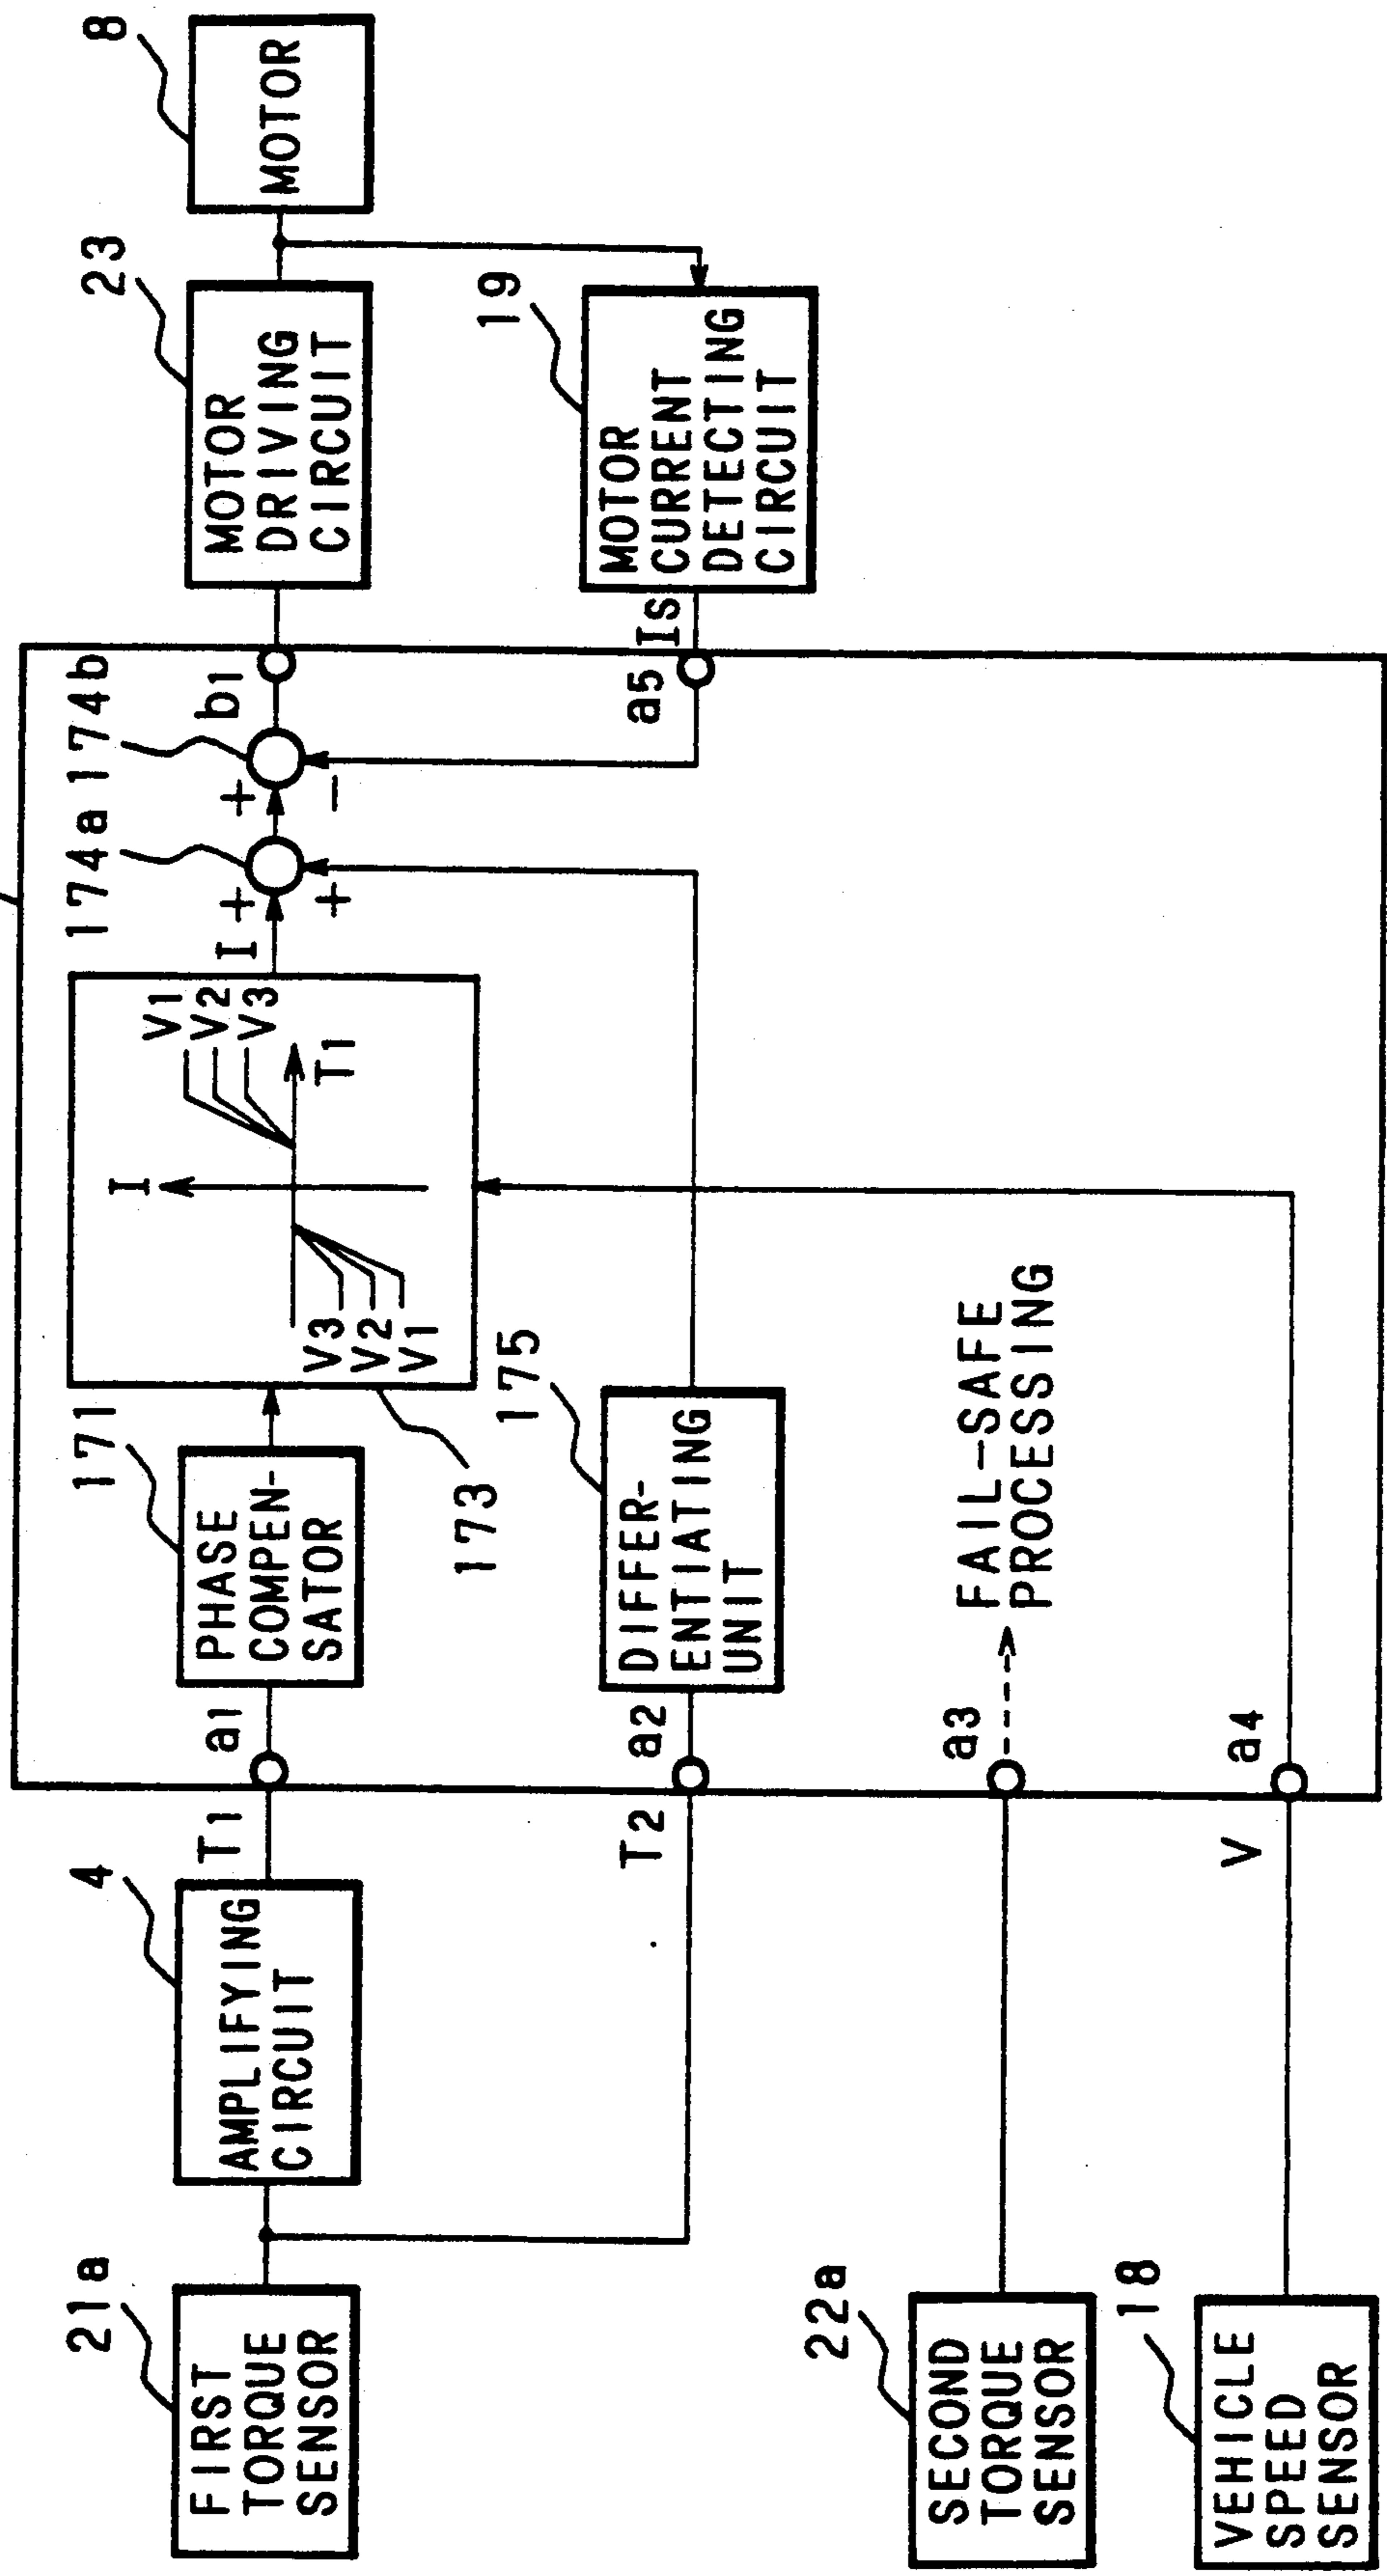 21a
FIRST
TORQUE
SENSOR
4
AMPLIFYING
CIRCUIT
T1
a1
171
PHASE
COMPEN-
SATOR
173
I
T1
V1
V2
V3
V3
V2
V1
I
+
+
174a
174b
+
−
b1
23
MOTOR
DRIVING
CIRCUIT
8
MOTOR
19
MOTOR
CURRENT
DETECTING
CIRCUIT
Is
a5
T2
a2
175
DIFFER-
ENTIATING
UNIT
22a
SECOND
TORQUE
SENSOR
a3
FAIL-SAFE
PROCESSING
18
VEHICLE
SPEED
SENSOR
V
a4